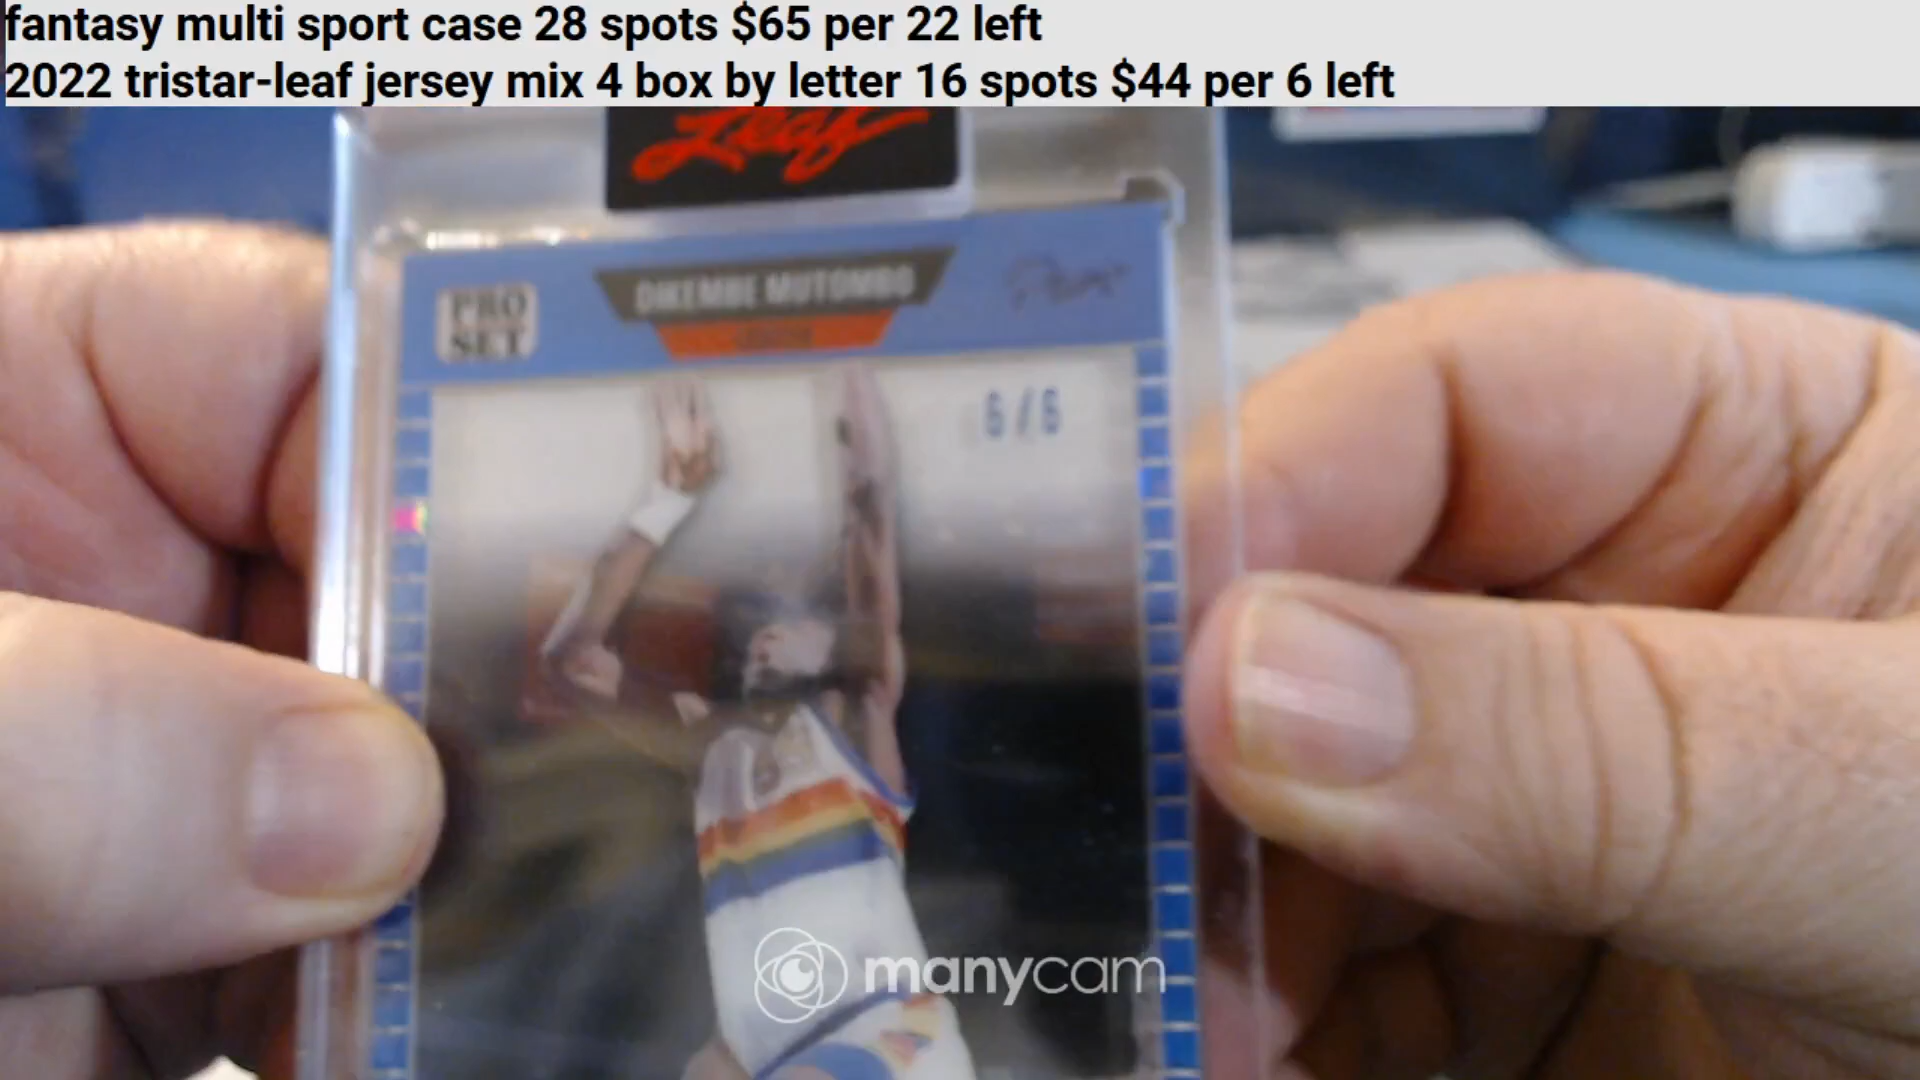 fantasy multi sport case 28 spots $65 per 22 left
2022 tristar-leaf jersey mix 4 box by letter 16 spots $44 per 6 left
Leaf
DIKEMBE MUTOMBO
PRO
SET
6/6
manycam